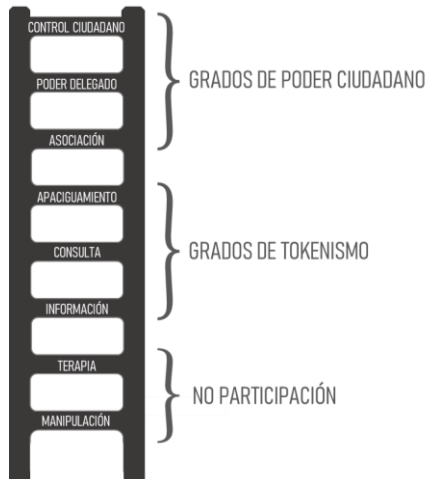 CONTROL CIUDADANO
PODER DELEGADO
ASOCIACIÓN
GRADOS DE PODER CIUDADANO
APACIGUAMIENTO
CONSULTA
INFORMACIÓN
GRADOS DE TOKENISMO
TERAPIA
MANIPULACIÓN
NO PARTICIPACIÓN